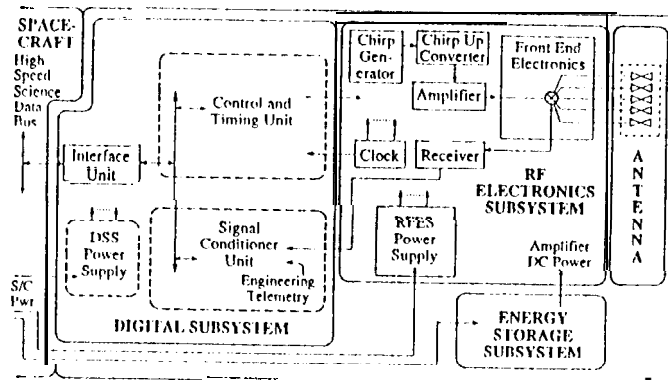 SPACE-
CRAFT
High
Speed
Science
Data
Bus
Interface
Unit
DSS
Power
Supply
S/C
Pwr
Control and
Timing Unit
Signal
Conditioner
Unit
Engineering
Telemetry
DIGITAL SUBSYSTEM
Chirp
Gen-
erator
Chirp Up
Converter
Amplifier
Front End
Electronics
Clock
Receiver
RF
ELECTRONICS
SUBSYSTEM
RFES
Power
Supply
Amplifier
DC Power
ENERGY
STORAGE
SUBSYSTEM
A
N
T
E
N
N
A